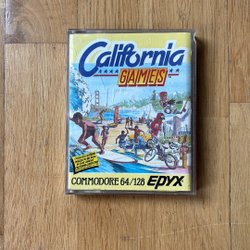 California
GAMES
COMMODORE 64/128 EPYX